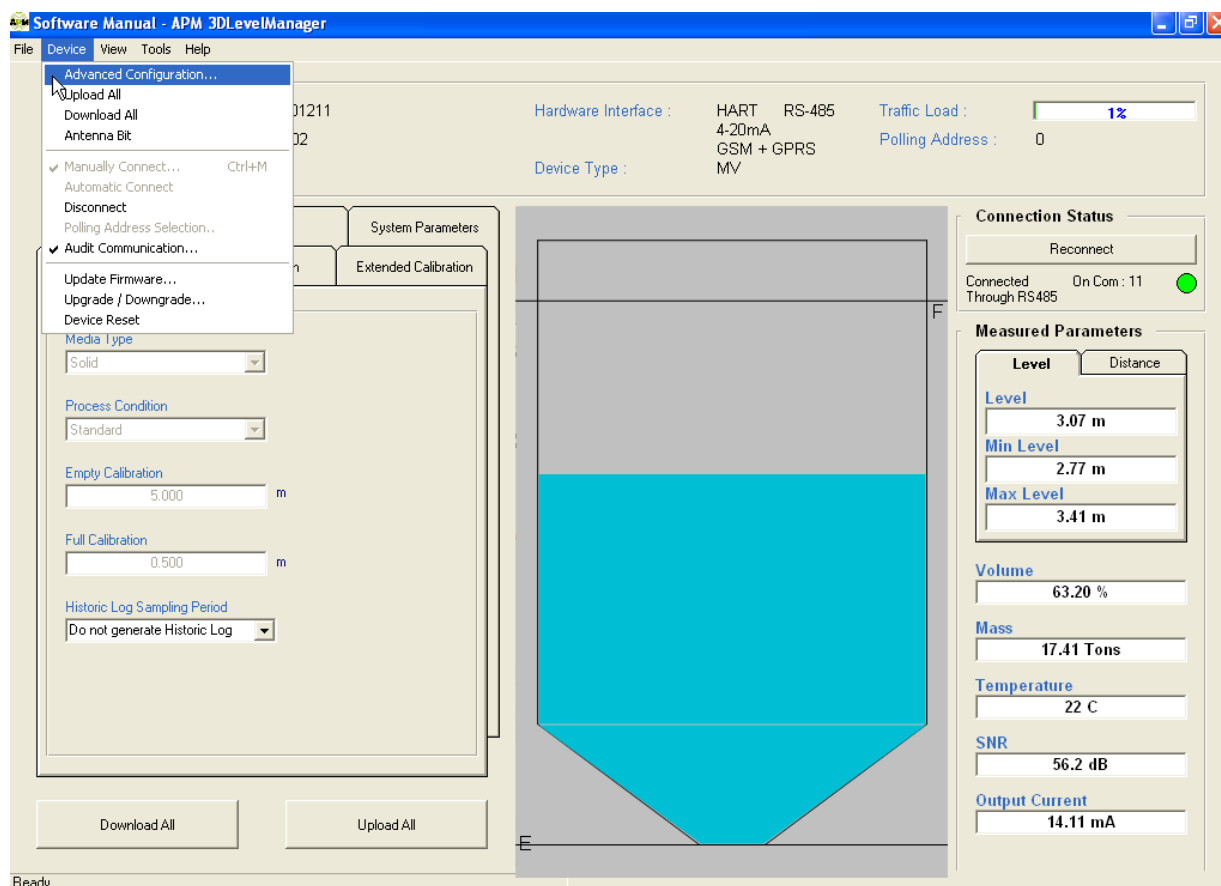 APM Software Manual - APM 3DLevelManager
File Device View Tools Help
Advanced Configuration...
Upload All
Download All
Antenna Bit
Manually Connect... Ctrl+M
Automatic Connect
Disconnect
Polling Address Selection..
Audit Communication...
Update Firmware...
Upgrade / Downgrade...
Device Reset
01211
02
Hardware Interface : HART RS-485
4-20mA
GSM + GPRS
Device Type : MV
Traffic Load : 1%
Polling Address : 0
System Parameters
n
Extended Calibration
Media Type
Solid
Process Condition
Standard
Empty Calibration
5.000 m
Full Calibration
0.500 m
Historic Log Sampling Period
Do not generate Historic Log
Download All
Upload All
F
E
Connection Status
Reconnect
Connected On Com : 11
Through RS485
Measured Parameters
Level Distance
Level
3.07 m
Min Level
2.77 m
Max Level
3.41 m
Volume
63.20 %
Mass
17.41 Tons
Temperature
22 C
SNR
56.2 dB
Output Current
14.11 mA
Ready